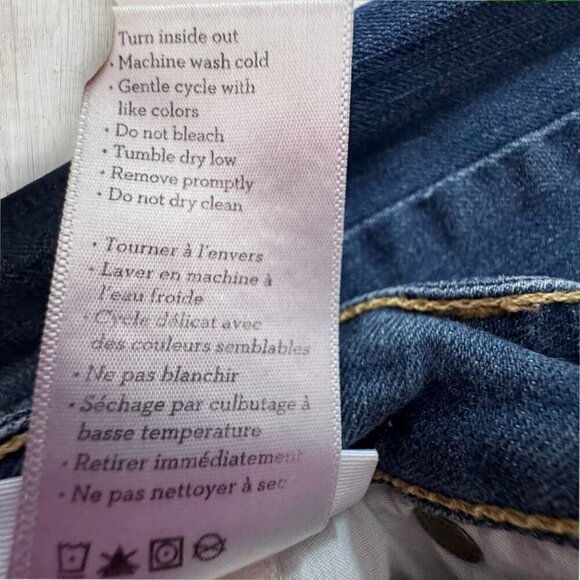 · Turn inside out
· Machine wash cold
· Gentle cycle with
like colors
· Do not bleach
· Tumble dry low
· Remove promptly
· Do not dry clean
· Tourner à l'envers
· Laver en machine à
l'eau froide
· Cycle délicat avec
des couleurs semblables
· Ne pas blanchir
· Séchage par culbutage à
basse temperature
· Retirer immédiatement
· Ne pas nettoyer à sec